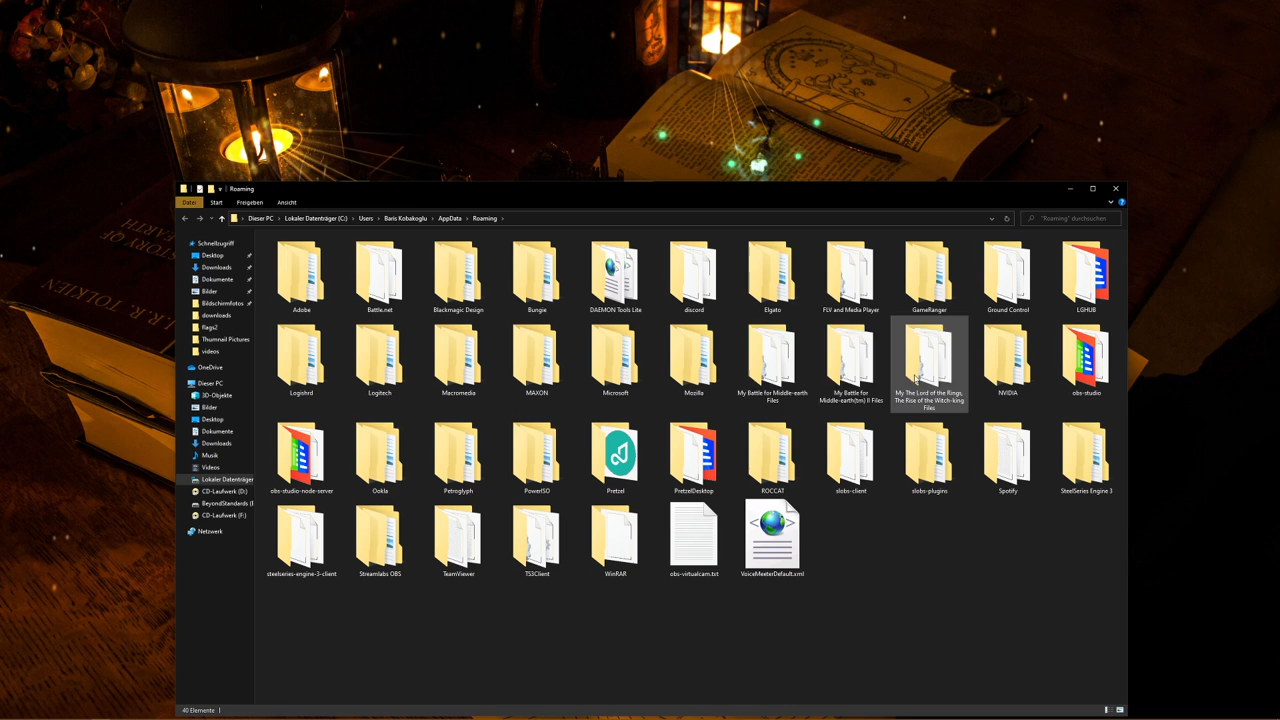 STORY OF
EARTH
J.R.R. TOLKIEN
Roaming
Datei Start Freigeben Ansicht
Dieser PC › Lokaler Datenträger (C:) › Users › Baris Kobakoglu › AppData › Roaming ›
"Roaming" durchsuchen
Schnellzugriff
Desktop
Downloads
Dokumente
Bilder
Bildschirmfotos
downloads
flags2
Thumnail Pictures
videos
OneDrive
Dieser PC
3D-Objekte
Bilder
Desktop
Dokumente
Downloads
Musik
Videos
Lokaler Datenträger
CD-Laufwerk (D:)
BeyondStandards (E
CD-Laufwerk (F:)
Netzwerk
Adobe
Battle.net
Blackmagic Design
Bungie
DAEMON Tools Lite
discord
Elgato
FLV and Media Player
GameRanger
Ground Control
LGHUB
Logishrd
Logitech
Macromedia
MAXON
Microsoft
Mozilla
My Battle for Middle-earth
Files
My Battle for
Middle-earth(tm) II Files
My The Lord of the Rings,
The Rise of the Witch-king
Files
NVIDIA
obs-studio
obs-studio-node-server
Ookla
Petroglyph
PowerISO
Pretzel
PretzelDesktop
ROCCAT
slobs-client
slobs-plugins
Spotify
SteelSeries Engine 3
steelseries-engine-3-client
Streamlabs OBS
TeamViewer
TS3Client
WinRAR
obs-virtualcam.txt
VoiceMeeterDefault.xml
40 Elemente